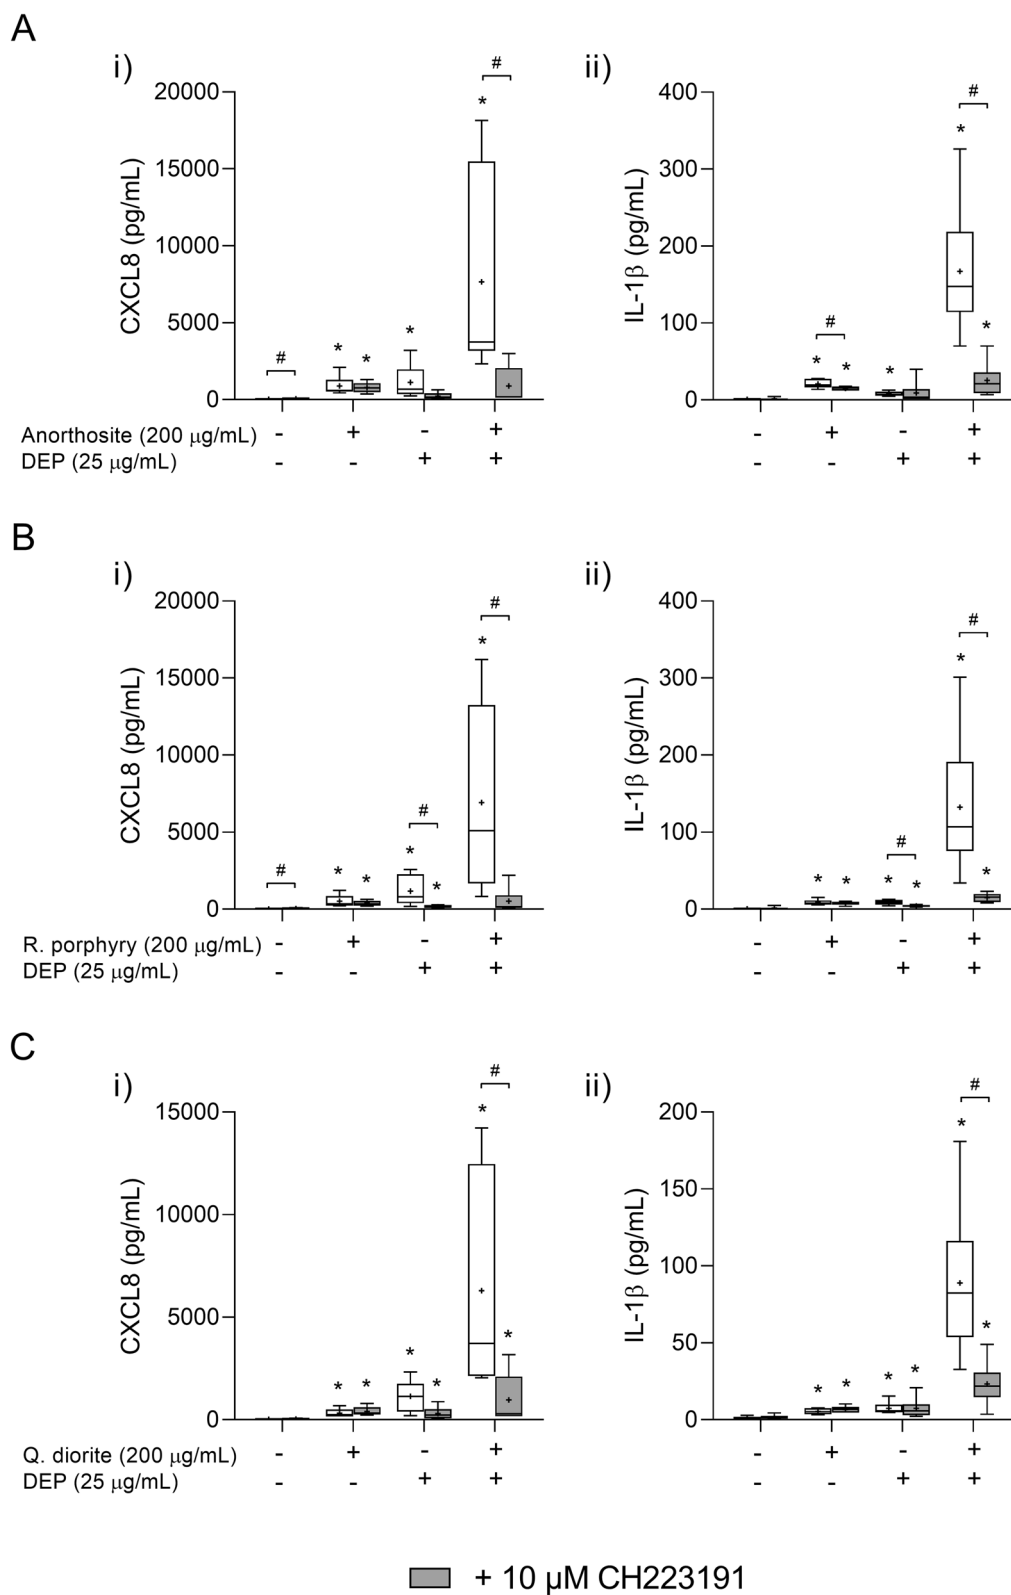 A
i)
ii)
CXCL8 (pg/mL)
20000
15000
10000
5000
0
#
* * * *
#
IL-1β (pg/mL)
400
300
200
100
0
* * # * * *
#
Anorthosite (200 µg/mL) - + - + - + - +
DEP (25 µg/mL) - - + + - - + +
B
i)
ii)
CXCL8 (pg/mL)
20000
15000
10000
5000
0
#
* * * # * *
#
IL-1β (pg/mL)
400
300
200
100
0
* * * # * * *
#
R. porphyry (200 µg/mL) - + - + - + - +
DEP (25 µg/mL) - - + + - - + +
C
i)
ii)
CXCL8 (pg/mL)
15000
10000
5000
0
* * * * * *
#
IL-1β (pg/mL)
200
150
100
50
0
* * * * * *
#
Q. diorite (200 µg/mL) - + - + - + - +
DEP (25 µg/mL) - - + + - - + +
+ 10 µM CH223191